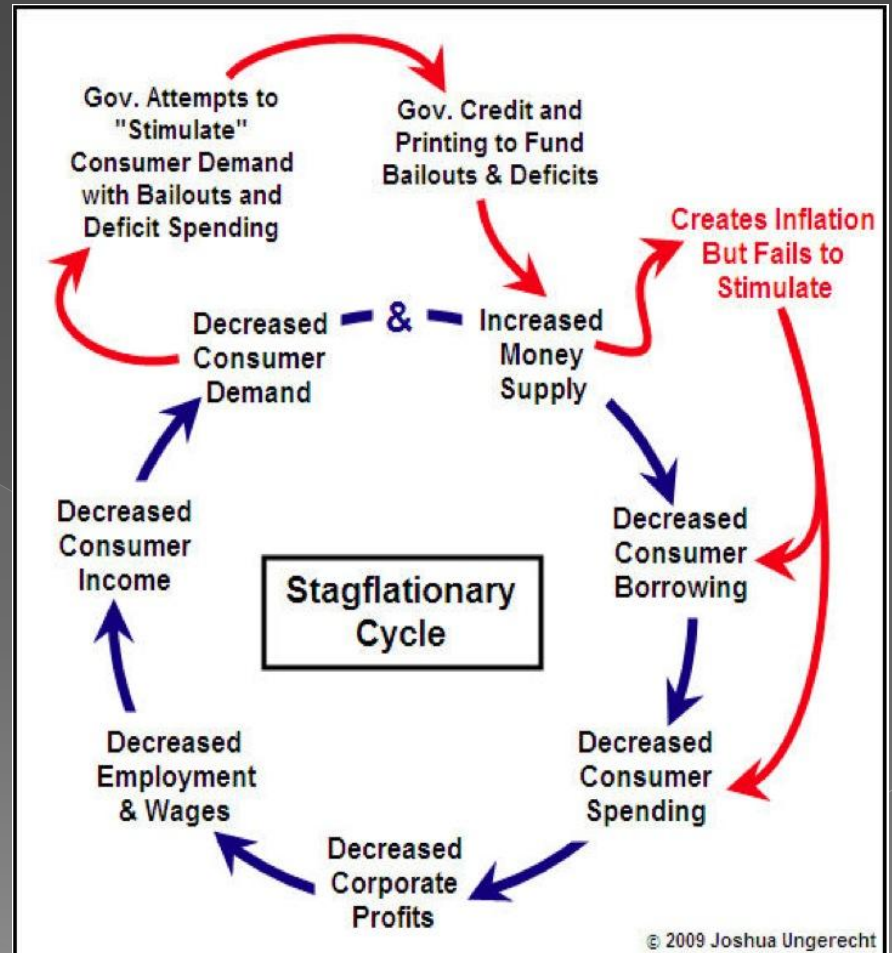 Gov. Attempts to
"Stimulate"
Consumer Demand
with Bailouts and
Deficit Spending
Gov. Credit and
Printing to Fund
Bailouts & Deficits
Creates Inflation
But Fails to
Stimulate
Decreased
Consumer
Demand
&
Increased
Money
Supply
Decreased
Consumer
Borrowing
Decreased
Consumer
Spending
Decreased
Corporate
Profits
Decreased
Employment
& Wages
Decreased
Consumer
Income
Stagflationary
Cycle
© 2009 Joshua Ungerecht